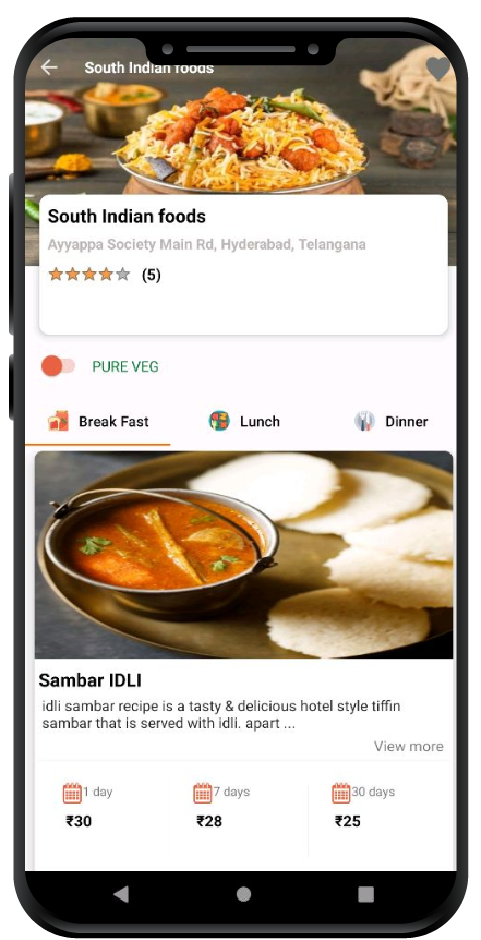 South Indian foods
South Indian foods
Ayyappa Society Main Rd, Hyderabad, Telangana
(5)
PURE VEG
Break Fast Lunch Dinner
Sambar IDLI
idli sambar recipe is a tasty & delicious hotel style tiffin
sambar that is served with idli. apart ...
View more
1 day 7 days 30 days
₹30 ₹28 ₹25